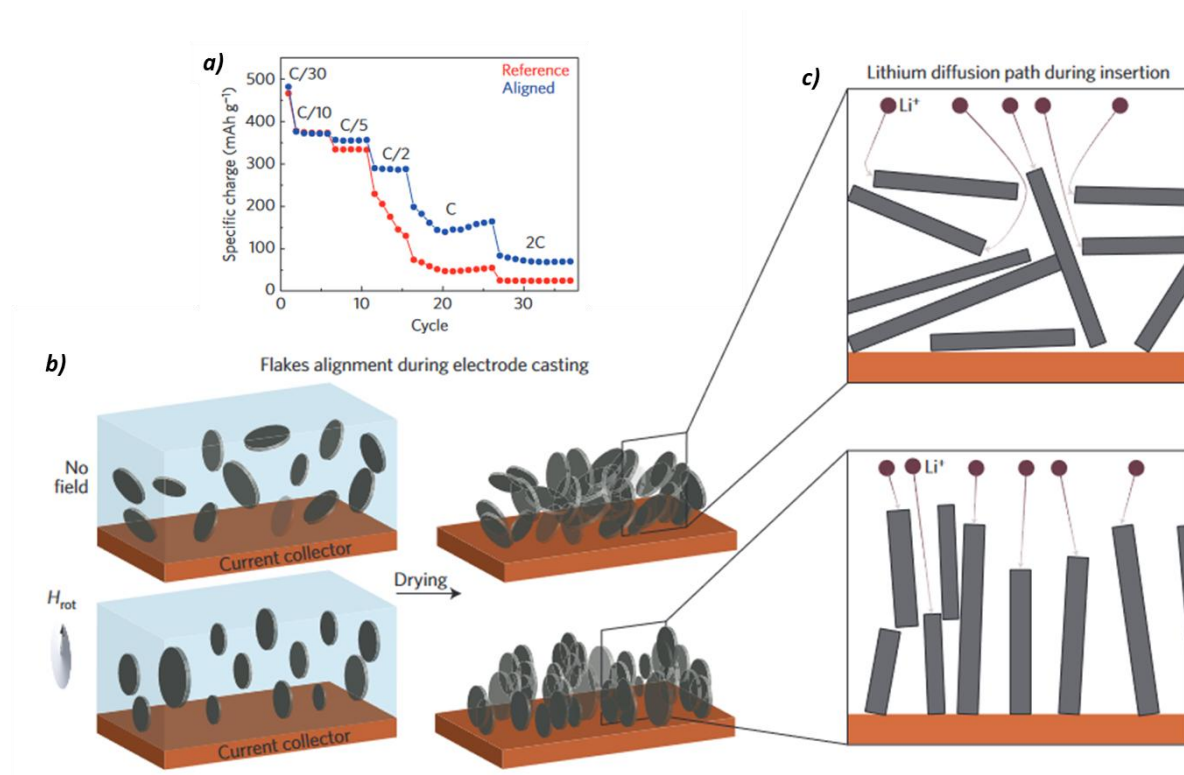 a)
Specific charge (mAh g⁻¹)
500
400
300
200
100
0
C/30
C/10
C/5
C/2
C
2C
Reference
Aligned
0
10
20
30
Cycle
b)
Flakes alignment during electrode casting
No
field
Current collector
Drying
H rot
Current collector
c)
Lithium diffusion path during insertion
Li⁺
Li⁺